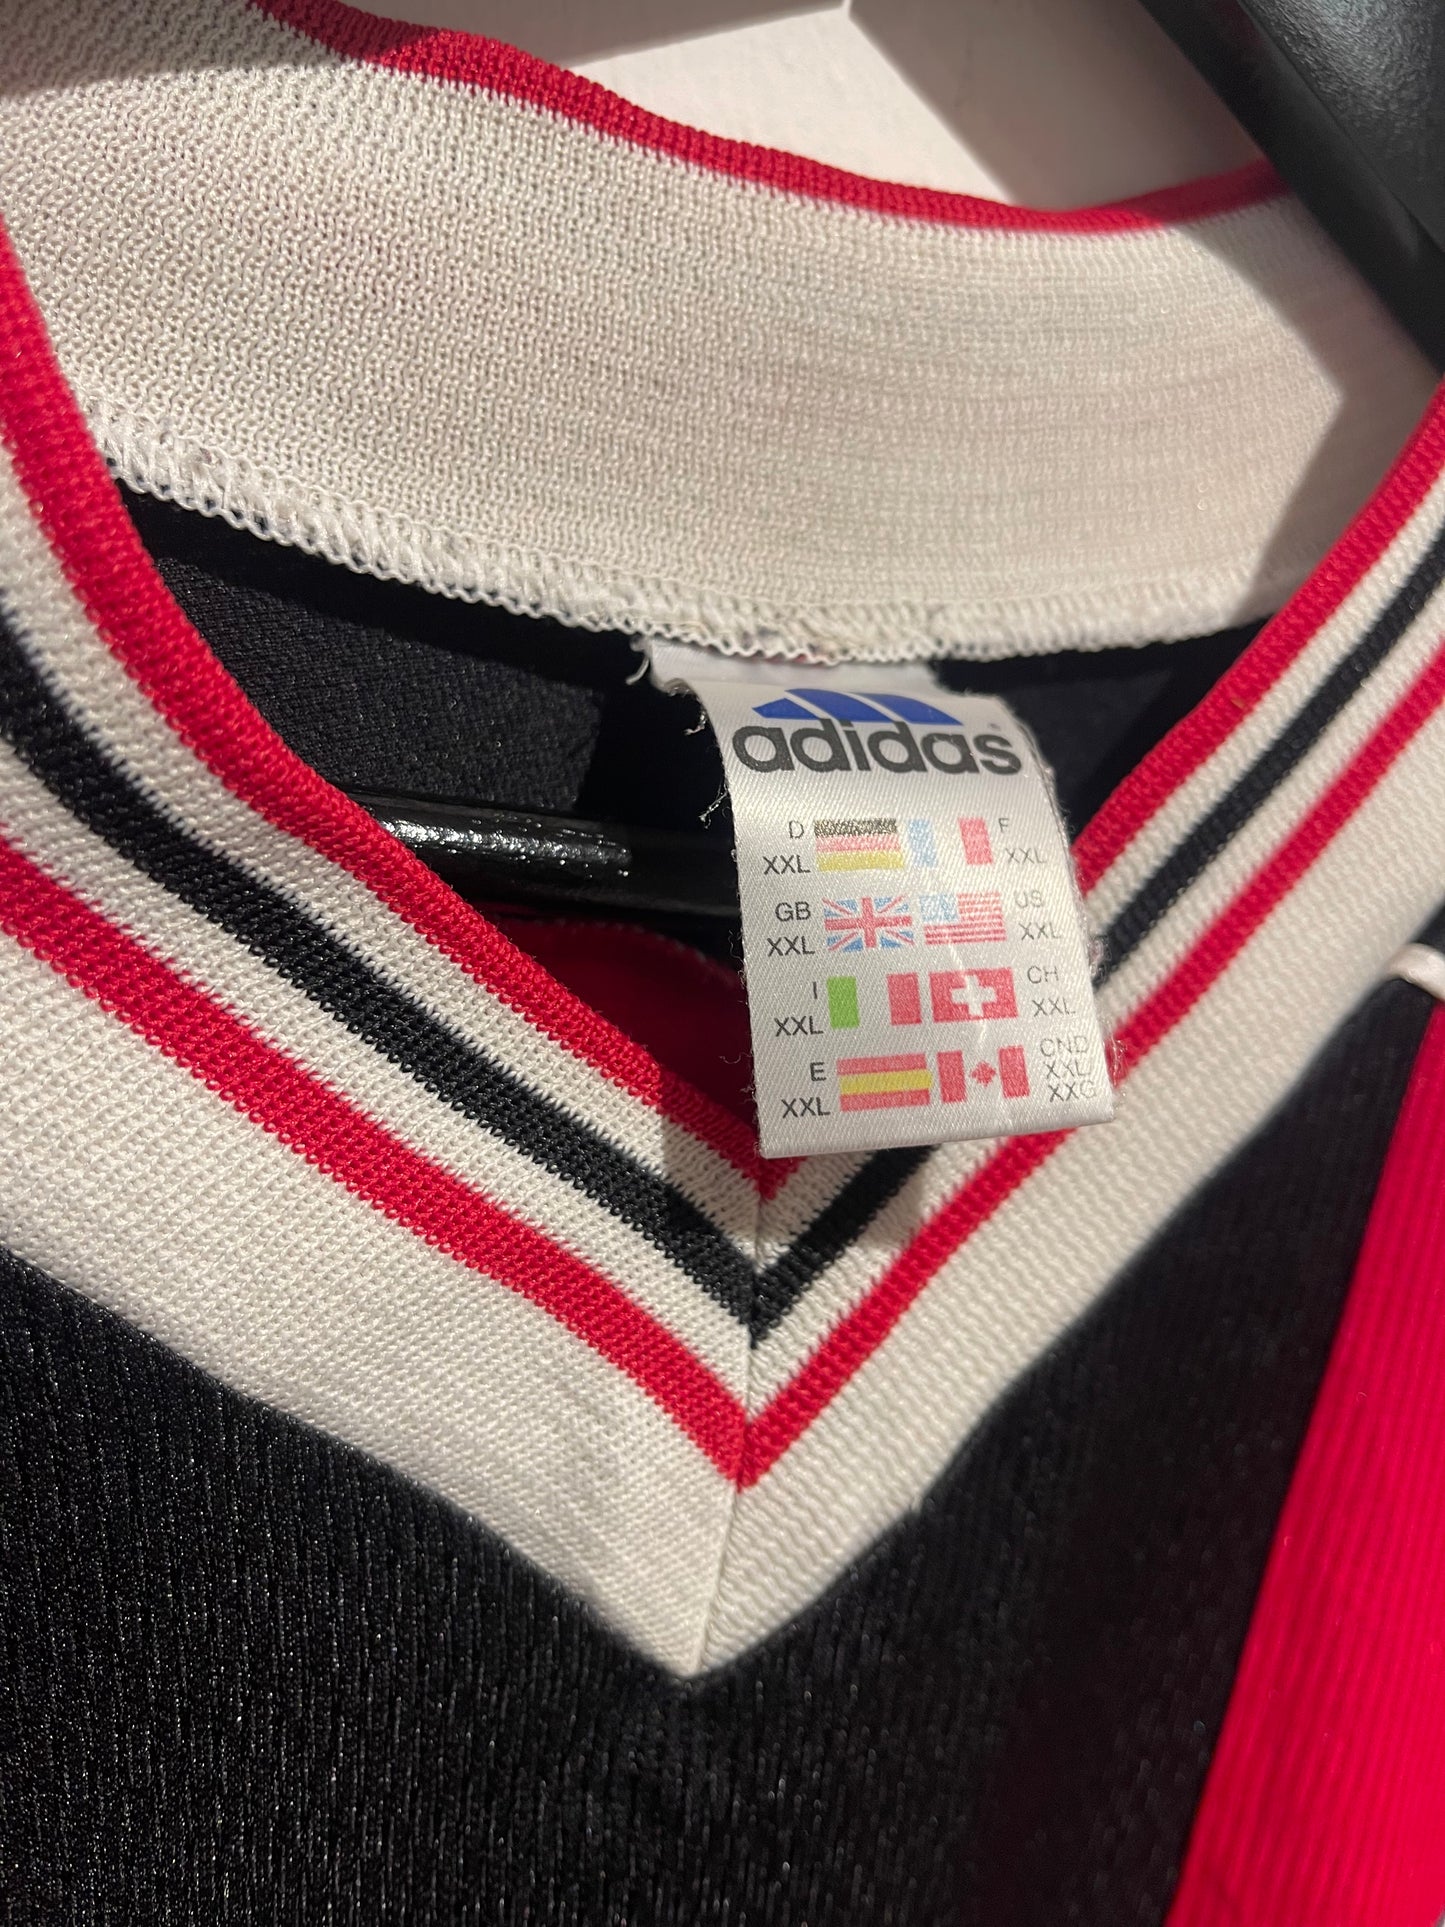 adidas
D F
XXL XXL
GB US
XXL XXL
I CH
XXL XXL
E CND
XXL XXL/
XXG